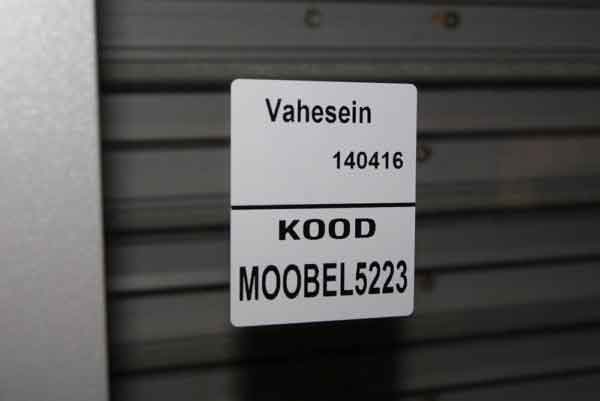 Vahesein
140416
KOOD
MOOBEL5223